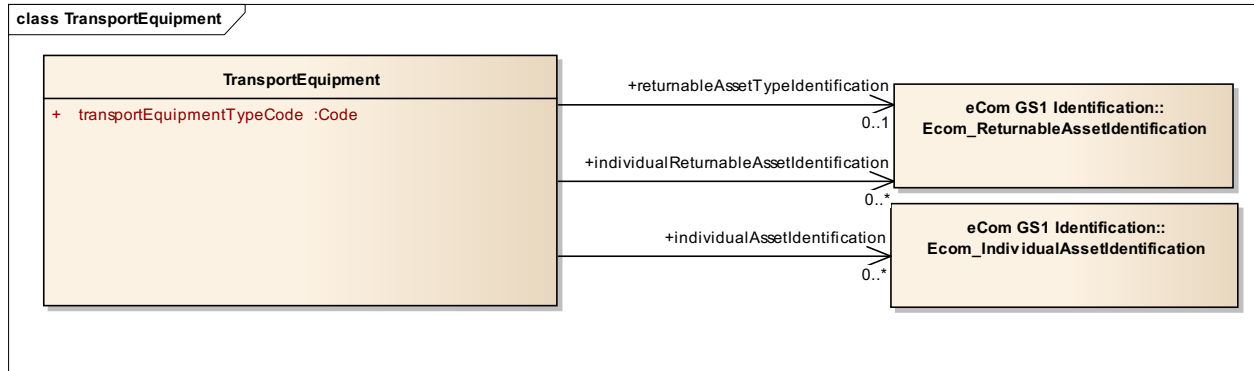 class TransportEquipment
TransportEquipment
+ transportEquipmentTypeCode :Code
+returnableAssetTypeIdentification
0..1
eCom GS1 Identification::
Ecom_ReturnableAssetIdentification
+individualReturnableAssetIdentification
0..*
+individualAssetIdentification
0..*
eCom GS1 Identification::
Ecom_IndividualAssetIdentification